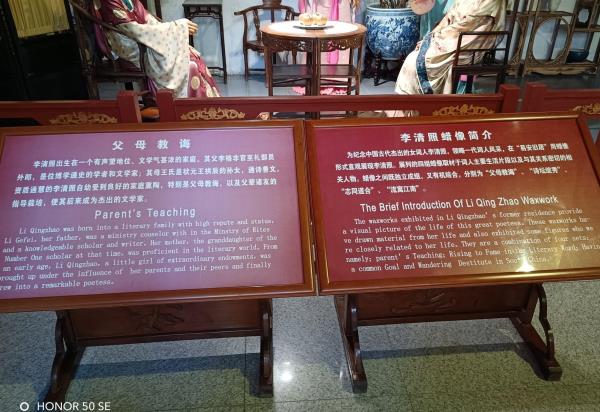 父母教诲
李清照出生在一个有声望地位、文学气甚浓的家庭。其父李格非官至礼部员
外郎，是位博学通史的学者和文学家；其母王氏是状元王拱辰的孙女，通诗善文。
资质通慧的李清照自幼受到良好的家庭熏陶，特别是父母教诲，以及父辈诸友的
指导栽培，使其后来成为杰出的文学家。
Parent's Teaching
Li Qingzhao was born into a literary family with high repute and status.
Li Gefei, her father, was a ministry counselor with in the Ministry of Rites
and a knowledgeable scholar and writer. Her mother, the granddaughter of the
Number One scholar at that time, was proficient in the literary world. From
an early age, Li Qingzhao, a little girl of extraordinary endowments, was
rought up under the influence of her parents and their peers and finally
rew into a remarkable poetess.
李清照蜡像简介
为纪念中国古代杰出的女词人李清照，领略一代词人风采，在“易安旧居”用蜡像
形式直观展现李清照。展列的四组蜡像取材于词人主要生活片段以及与其关系密切的相
关人物，蜡像之间既独立成组，又有机组合，分别为“父母教诲”、“诗坛绽秀”、
“志同道合”、“流寓江南”。
The Brief Introduction Of Li Qing Zhao Waxwork
The waxworks exhibited in Li Qingzhao' s former residence provide
a visual picture of the life of this great poetess. These waxworks ha-
ve drawn material from her life and also exhibited some figures who we
re closely related to her life. They are a combination of four sets,
namely; parent' s Teaching; Rising to Fame in the Literary World, Having
a common Goal and Wandering Destitute in South China.
HONOR 50 SE